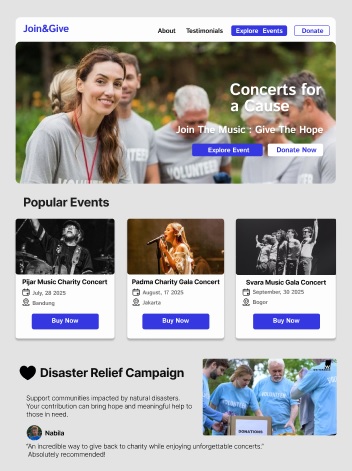 Join&Give
About Testimonials Explore Events Donate
Concerts for
a Cause
Join The Music : Give The Hope
Explore Event Donate Now
VOLUNTEER
Popular Events
Pijar Music Charity Concert
July, 28 2025
Bandung
Buy Now
Padma Charity Gala Concert
August, 17 2025
Jakarta
Buy Now
Svara Music Gala Concert
September, 30 2025
Bogor
Buy Now
Disaster Relief Campaign
Support communities impacted by natural disasters.
Your contribution can bring hope and meaningful help to
those in need.
Nabila
"An incredible way to give back to charity while enjoying unforgettable concerts."
Absolutely recommended!
DONATIONS